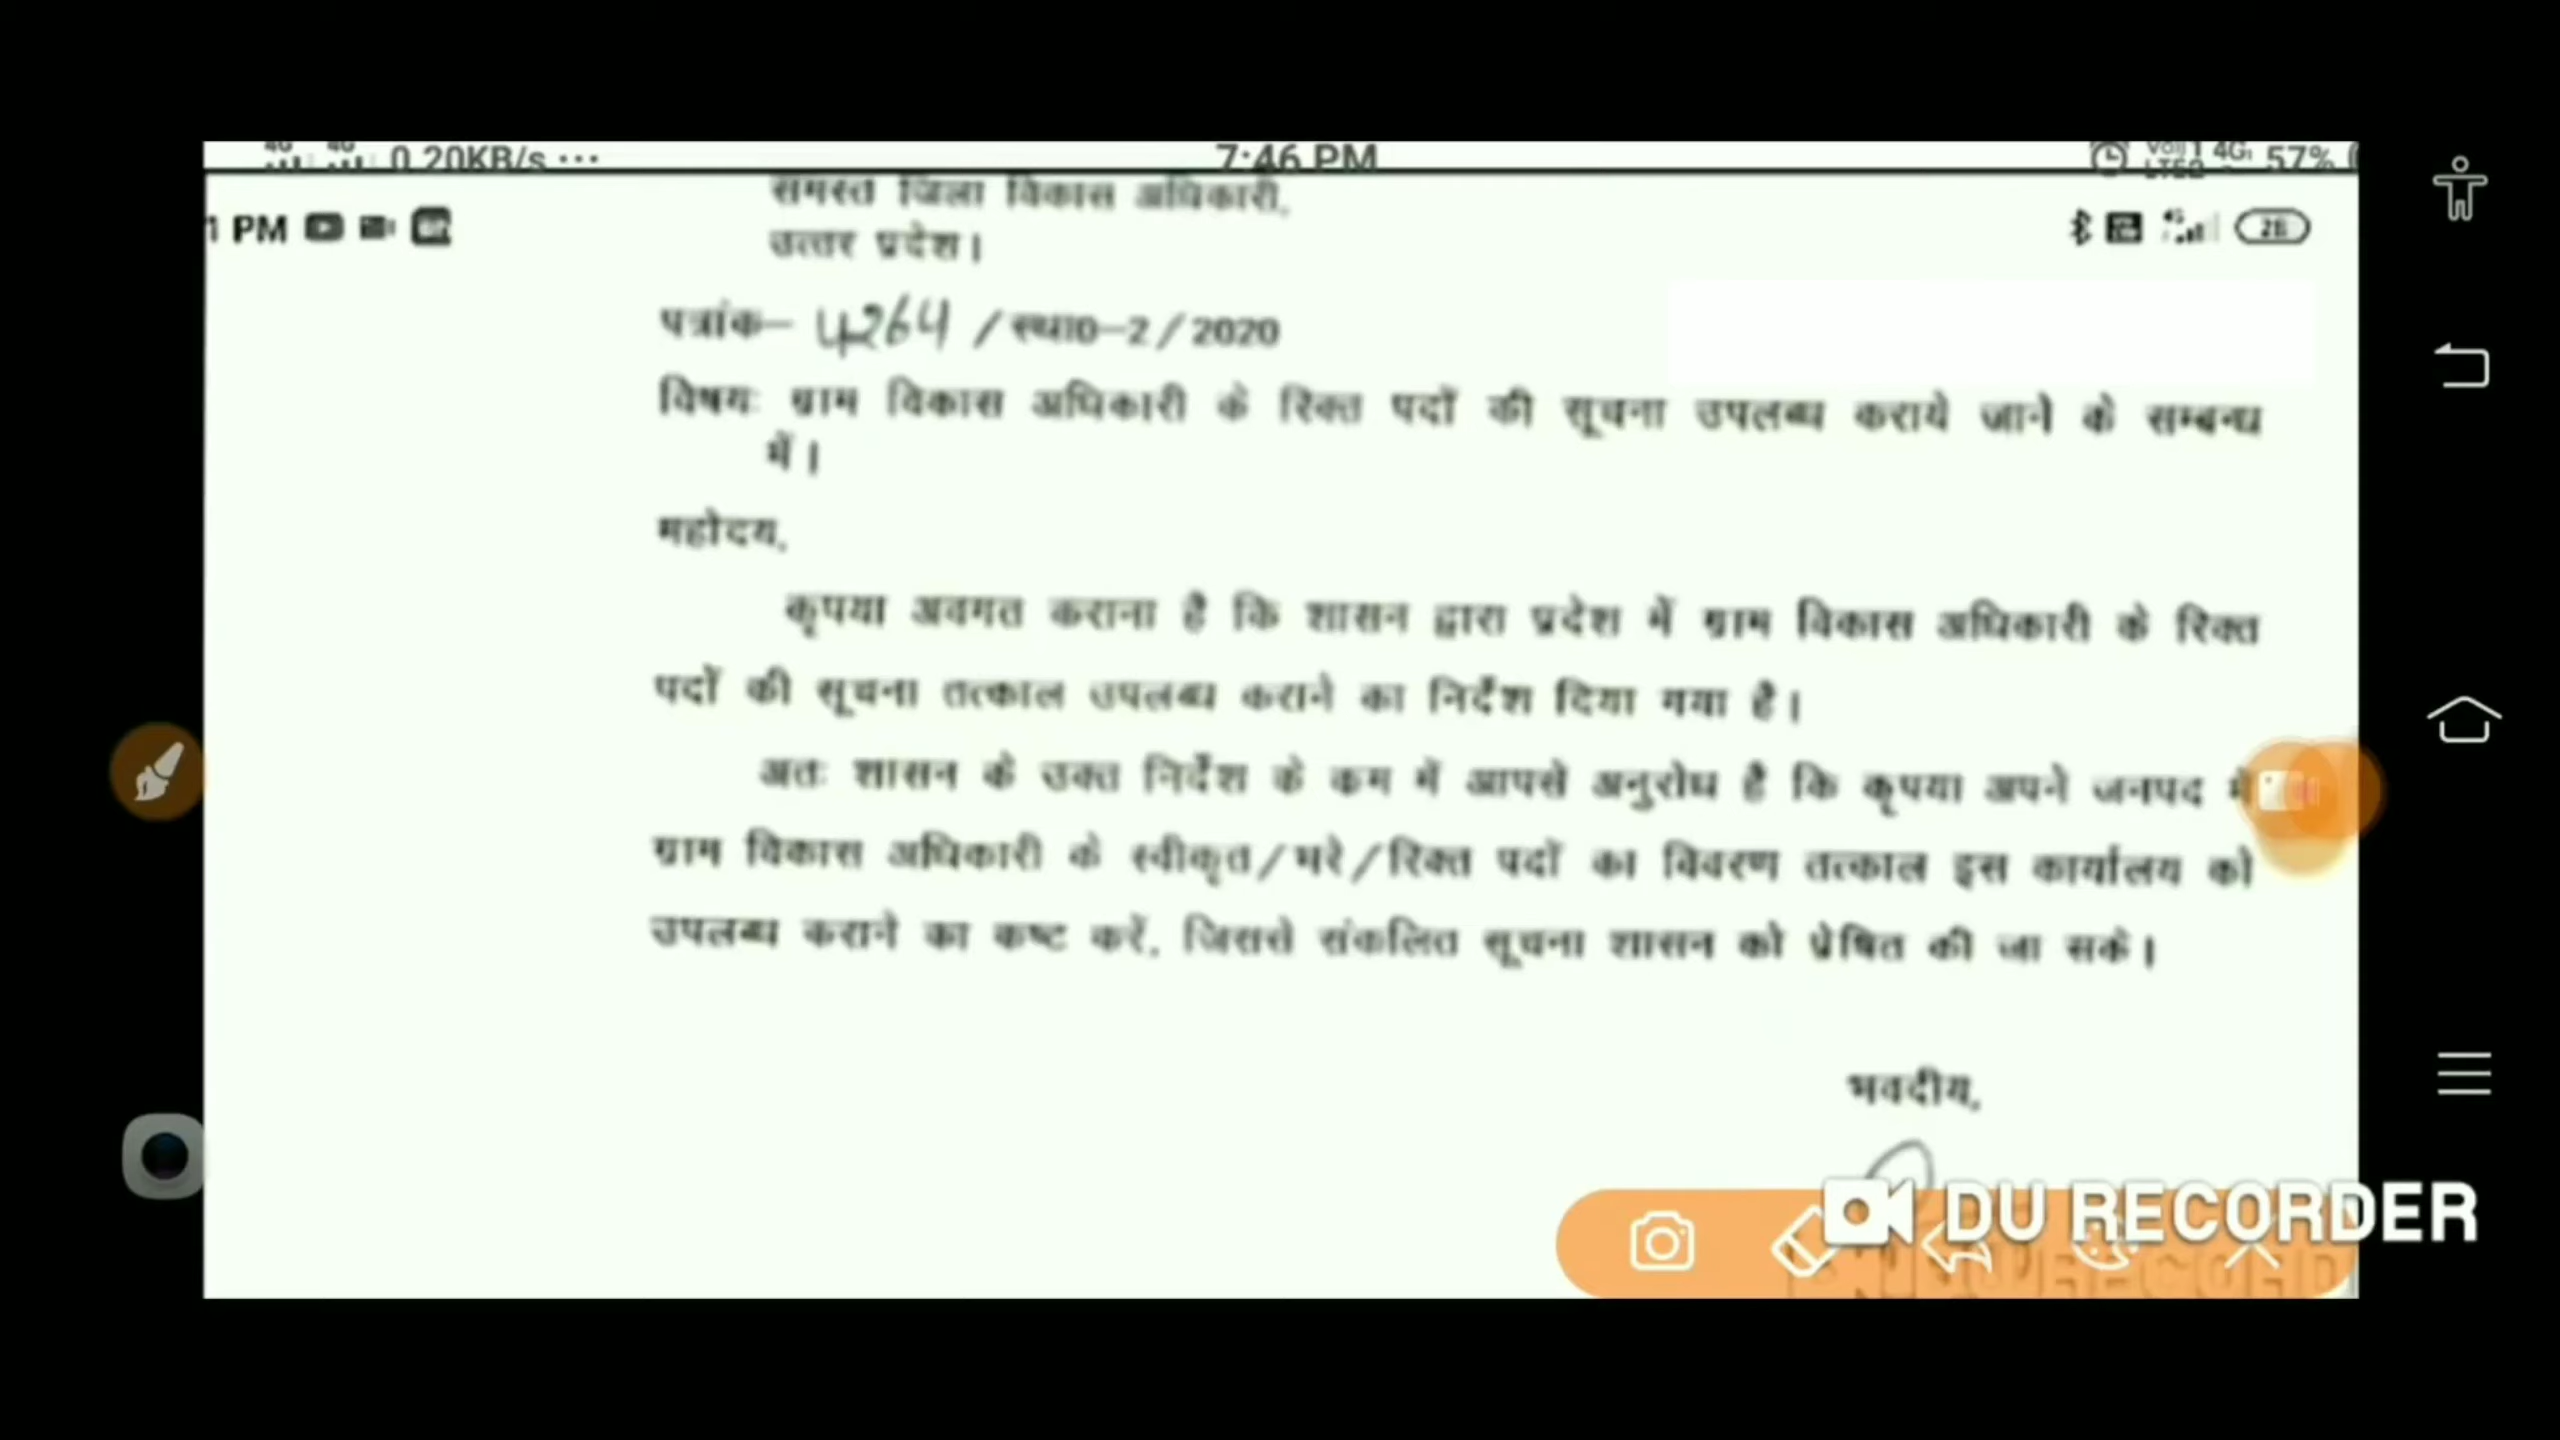 0.20KB/s ... 7:46 PM 4G 57%
समस्त जिला विकास अधिकारी,
1 PM 28
उत्तर प्रदेश।
पत्रांक– 4264 /स्था0–2/2020
विषयः ग्राम विकास अधिकारी के रिक्त पदों की सूचना उपलब्ध कराये जाने के सम्बन्ध
में।
महोदय,
कृपया अवगत कराना है कि शासन द्वारा प्रदेश में ग्राम विकास अधिकारी के रिक्त
पदों की सूचना तत्काल उपलब्ध कराने का निर्देश दिया गया है।
अतः शासन के उक्त निर्देश के कम में आपसे अनुरोध है कि कृपया अपने जनपद में
ग्राम विकास अधिकारी के स्वीकृत/भरे/रिक्त पदों का विवरण तत्काल इस कार्यालय को
उपलब्ध कराने का कष्ट करें, जिससे संकलित सूचना शासन को प्रेषित की जा सके।
भवदीय,
DU RECORDER